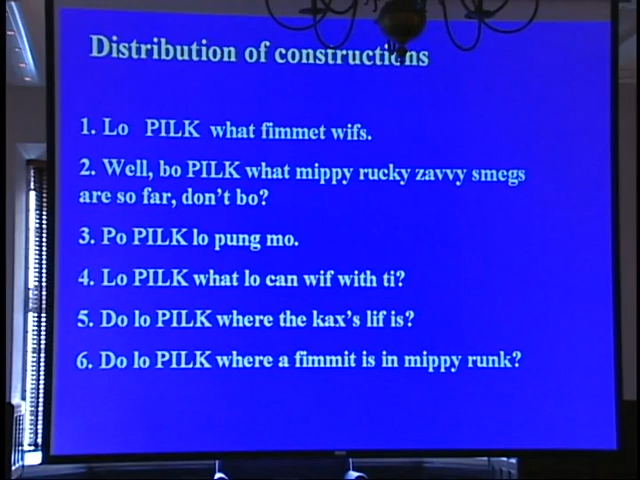 Distribution of constructions
1. Lo PILK what fimmet wifs.
2. Well, bo PILK what mippy rucky zavvy smegs
are so far, don't bo?
3. Po PILK lo pung mo.
4. Lo PILK what lo can wif with ti?
5. Do lo PILK where the kax's lif is?
6. Do lo PILK where a fimmit is in mippy runk?